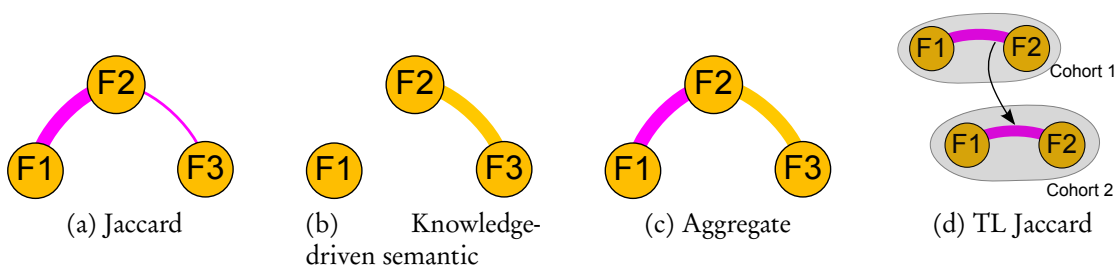 F2
F1
F3
(a) Jaccard
F2
F1
F3
(b) Knowledge-
driven semantic
F2
F1
F3
(c) Aggregate
F1
F2
Cohort 1
F1
F2
Cohort 2
(d) TL Jaccard